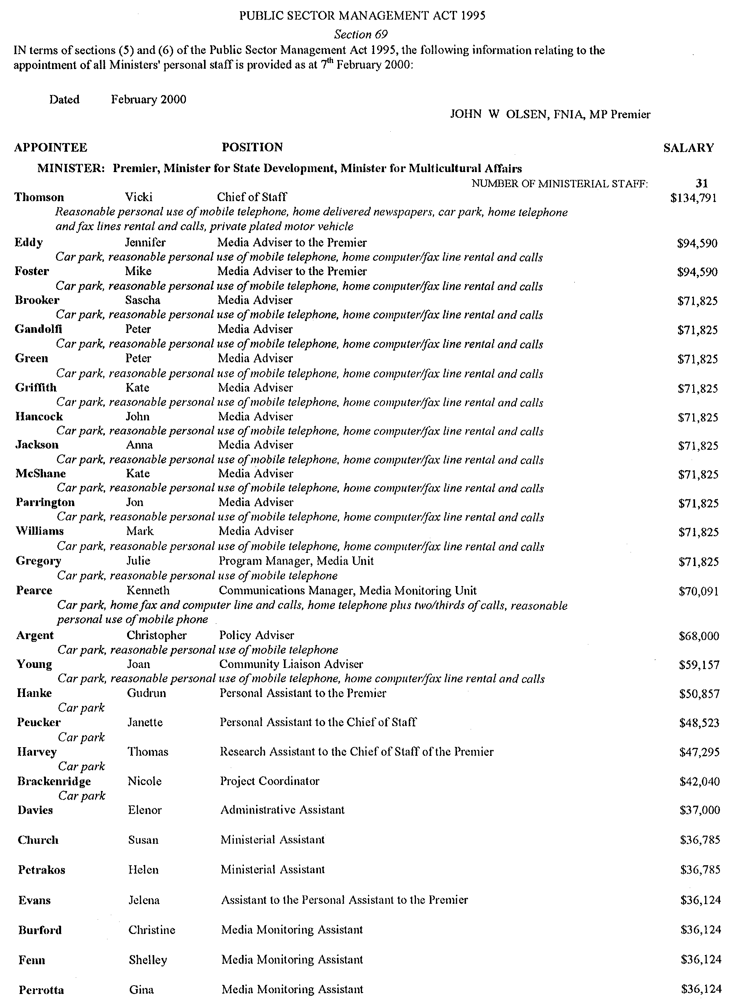 PUBLIC SECTOR MANAGEMENT ACT 1995
Section 69
IN terms of sections (5) and (6) of the Public Sector Management Act 1995, the following information relating to the
appointment of all Ministers' personal staff is provided as at 7th February 2000:
Dated February 2000
JOHN W OLSEN, FNIA, MP Premier
APPOINTEE POSITION SALARY
MINISTER: Premier, Minister for State Development, Minister for Multicultural Affairs
NUMBER OF MINISTERIAL STAFF: 31
Thomson Vicki Chief of Staff $134,791
Reasonable personal use of mobile telephone, home delivered newspapers, car park, home telephone
and fax lines rental and calls, private plated motor vehicle
Eddy Jennifer Media Adviser to the Premier $94,590
Car park, reasonable personal use of mobile telephone, home computer/fax line rental and calls
Foster Mike Media Adviser to the Premier $94,590
Car park, reasonable personal use of mobile telephone, home computer/fax line rental and calls
Brooker Sascha Media Adviser $71,825
Car park, reasonable personal use of mobile telephone, home computer/fax line rental and calls
Gandolfi Peter Media Adviser $71,825
Car park, reasonable personal use of mobile telephone, home computer/fax line rental and calls
Green Peter Media Adviser $71,825
Car park, reasonable personal use of mobile telephone, home computer/fax line rental and calls
Griffith Kate Media Adviser $71,825
Car park, reasonable personal use of mobile telephone, home computer/fax line rental and calls
Hancock John Media Adviser $71,825
Car park, reasonable personal use of mobile telephone, home computer/fax line rental and calls
Jackson Anna Media Adviser $71,825
Car park, reasonable personal use of mobile telephone, home computer/fax line rental and calls
McShane Kate Media Adviser $71,825
Car park, reasonable personal use of mobile telephone, home computer/fax line rental and calls
Parrington Jon Media Adviser $71,825
Car park, reasonable personal use of mobile telephone, home computer/fax line rental and calls
Williams Mark Media Adviser $71,825
Car park, reasonable personal use of mobile telephone, home computer/fax line rental and calls
Gregory Julie Program Manager, Media Unit $71,825
Car park, reasonable personal use of mobile telephone
Pearce Kenneth Communications Manager, Media Monitoring Unit $70,091
Car park, home fax and computer line and calls, home telephone plus two/thirds of calls, reasonable
personal use of mobile phone
Argent Christopher Policy Adviser $68,000
Car park, reasonable personal use of mobile telephone
Young Joan Community Liaison Adviser $59,157
Car park, reasonable personal use of mobile telephone, home computer/fax line rental and calls
Hanke Gudrun Personal Assistant to the Premier $50,857
Car park
Peucker Janette Personal Assistant to the Chief of Staff $48,523
Car park
Harvey Thomas Research Assistant to the Chief of Staff of the Premier $47,295
Car park
Brackenridge Nicole Project Coordinator $42,040
Car park
Davies Elenor Administrative Assistant $37,000
Church Susan Ministerial Assistant $36,785
Petrakos Helen Ministerial Assistant $36,785
Evans Jelena Assistant to the Personal Assistant to the Premier $36,124
Burford Christine Media Monitoring Assistant $36,124
Fenn Shelley Media Monitoring Assistant $36,124
Perrotta Gina Media Monitoring Assistant $36,124